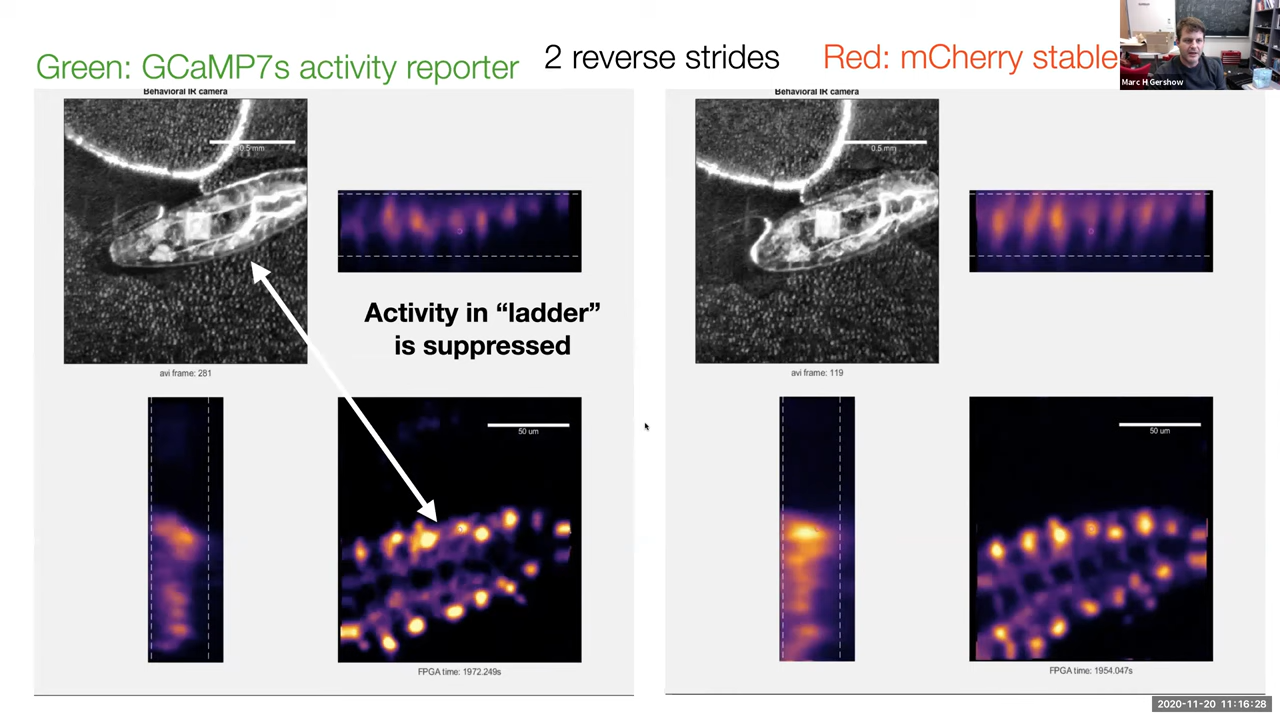 Green: GCaMP7s activity reporter
2 reverse strides
Red: mCherry stable
Marc H Gershow
Behavioral IR camera
0.5 mm
avi frame: 281
Activity in “ladder”
is suppressed
50 um
FPGA time: 1972.249s
Behavioral IR camera
0.5 mm
avi frame: 119
50 um
FPGA time: 1954.047s
2020-11-20 11:16:28